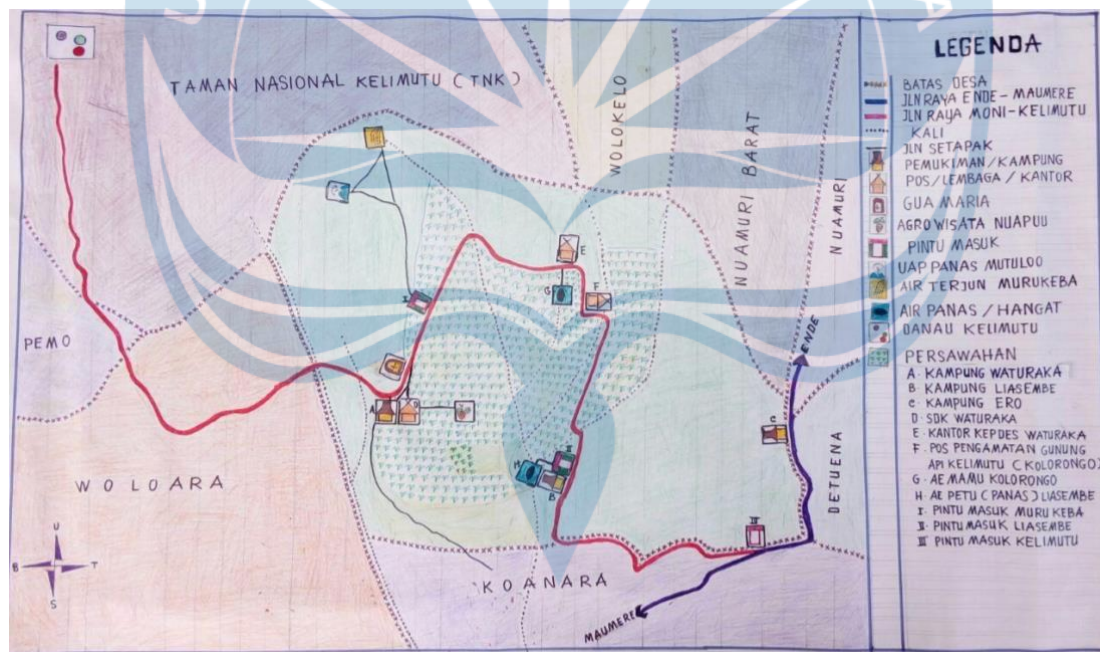 TAMAN NASIONAL KELIMUTU (TNK)
WOLOKELO
NUAMURI BARAT
NUAMURI
PEMO
WOLOARA
KOANARA
DETUENA
ENDE
MAUMERE
U
B
T
S
A
D
E
G
F
I
H
II
B
C
III
LEGENDA
BATAS DESA
JLN RAYA ENDE-MAUMERE
JLN RAYA MONI-KELIMUTU
KALI
JLN SETAPAK
PEMUKIMAN/KAMPUNG
POS/LEMBAGA/KANTOR
GUA MARIA
AGROWISATA NUAPUU
PINTU MASUK
UAP PANAS MUTULOO
AIR TERJUN MURUKEBA
AIR PANAS/HANGAT
DANAU KELIMUTU
PERSAWAHAN
A. KAMPUNG WATURAKA
B. KAMPUNG LIASEMBE
C. KAMPUNG ERO
D. SDK WATURAKA
E. KANTOR KEPDES WATURAKA
F. POS PENGAMATAN GUNUNG
API KELIMUTU (KOLORONGO)
G. AE MAMU KOLORONGO
H. AE PETU (PANAS) LIASEMBE
I. PINTU MASUK MURUKEBA
II. PINTU MASUK LIASEMBE
III. PINTU MASUK KELIMUTU